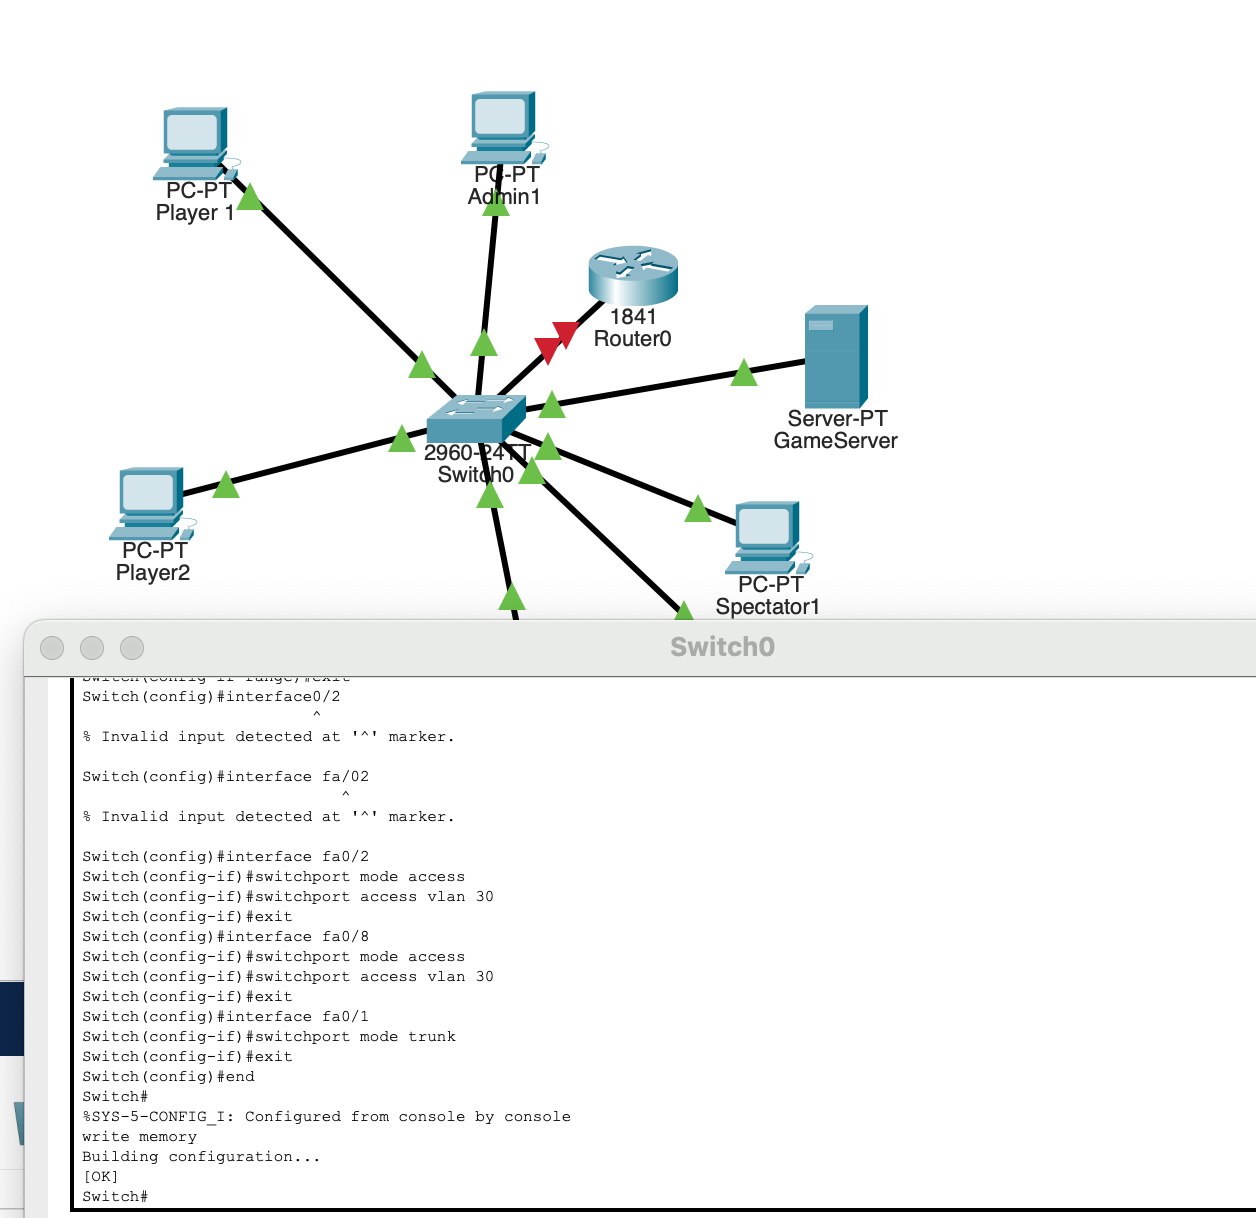 PC-PT
Player 1
PC-PT
Admin1
1841
Router0
Server-PT
GameServer
2960-24TT
Switch0
PC-PT
Player2
PC-PT
Spectator1
Switch0
Switch(config-if-range)#exit
Switch(config)#interface0/2
^
% Invalid input detected at '^' marker.
Switch(config)#interface fa/02
^
% Invalid input detected at '^' marker.
Switch(config)#interface fa0/2
Switch(config-if)#switchport mode access
Switch(config-if)#switchport access vlan 30
Switch(config-if)#exit
Switch(config)#interface fa0/8
Switch(config-if)#switchport mode access
Switch(config-if)#switchport access vlan 30
Switch(config-if)#exit
Switch(config)#interface fa0/1
Switch(config-if)#switchport mode trunk
Switch(config-if)#exit
Switch(config)#end
Switch#
%SYS-5-CONFIG_I: Configured from console by console
write memory
Building configuration...
[OK]
Switch#